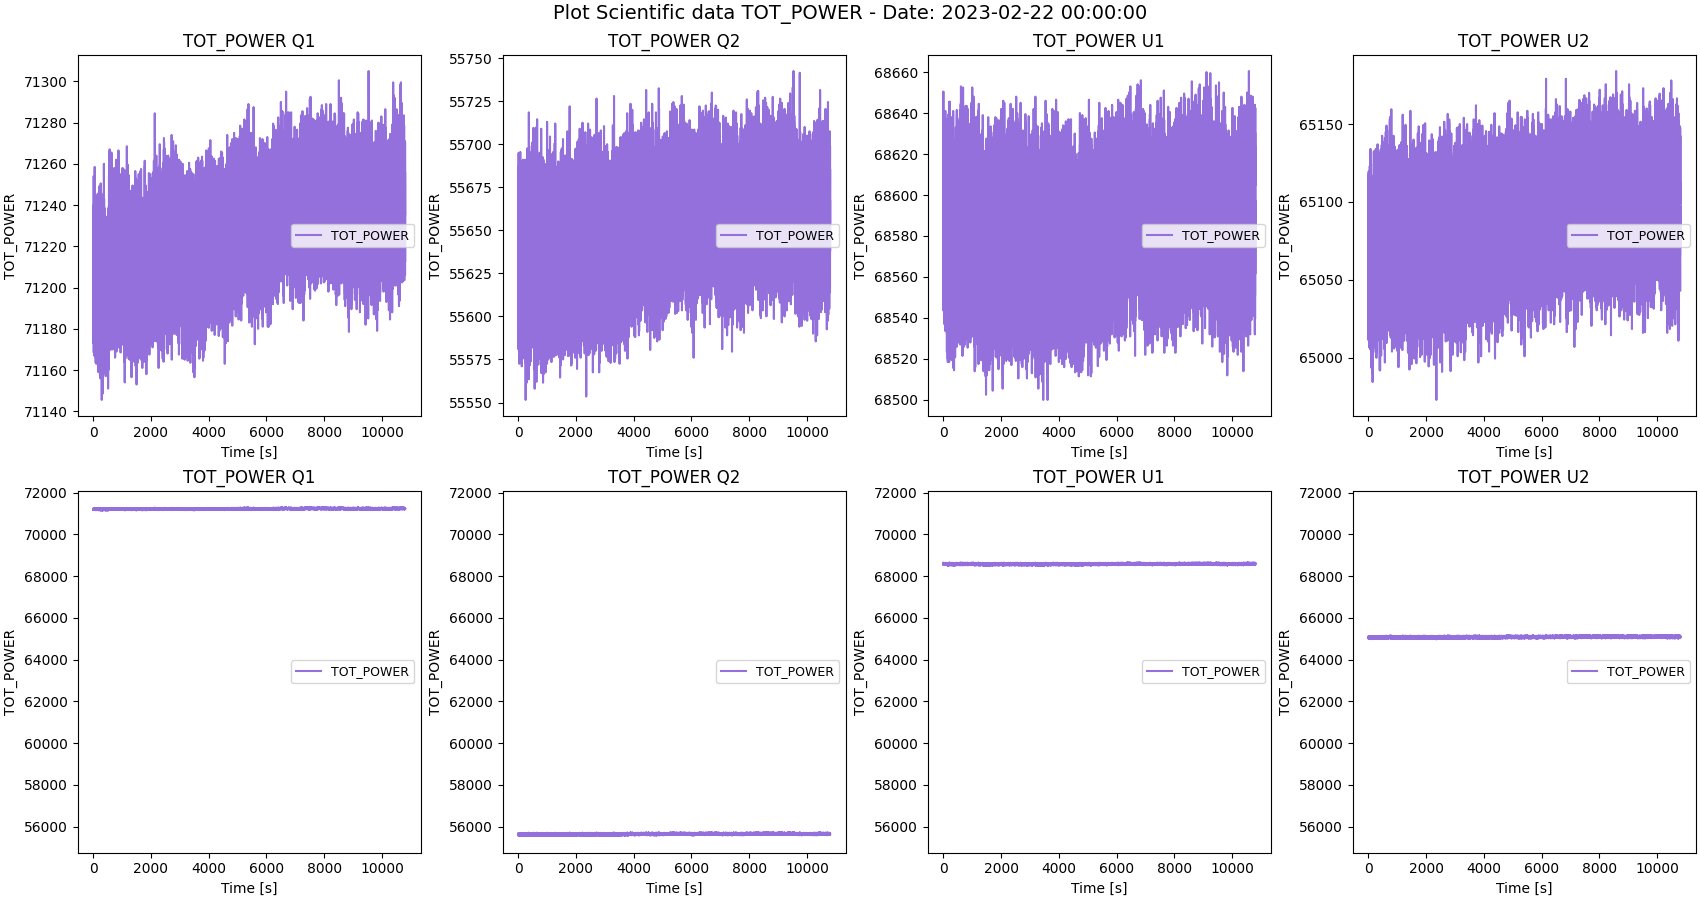 Plot Scientific data TOT_POWER - Date: 2023-02-22 00:00:00
TOT_POWER Q1
71300
71280
71260
71240
71220
71200
71180
71160
71140
TOT_POWER
TOT_POWER
0 2000 4000 6000 8000 10000
Time [s]
TOT_POWER Q2
55750
55725
55700
55675
55650
55625
55600
55575
55550
TOT_POWER
TOT_POWER
0 2000 4000 6000 8000 10000
Time [s]
TOT_POWER U1
68660
68640
68620
68600
68580
68560
68540
68520
68500
TOT_POWER
TOT_POWER
0 2000 4000 6000 8000 10000
Time [s]
TOT_POWER U2
65150
65100
65050
65000
TOT_POWER
TOT_POWER
0 2000 4000 6000 8000 10000
Time [s]
TOT_POWER Q1
72000
70000
68000
66000
64000
62000
60000
58000
56000
TOT_POWER
TOT_POWER
0 2000 4000 6000 8000 10000
Time [s]
TOT_POWER Q2
72000
70000
68000
66000
64000
62000
60000
58000
56000
TOT_POWER
TOT_POWER
0 2000 4000 6000 8000 10000
Time [s]
TOT_POWER U1
72000
70000
68000
66000
64000
62000
60000
58000
56000
TOT_POWER
TOT_POWER
0 2000 4000 6000 8000 10000
Time [s]
TOT_POWER U2
72000
70000
68000
66000
64000
62000
60000
58000
56000
TOT_POWER
TOT_POWER
0 2000 4000 6000 8000 10000
Time [s]